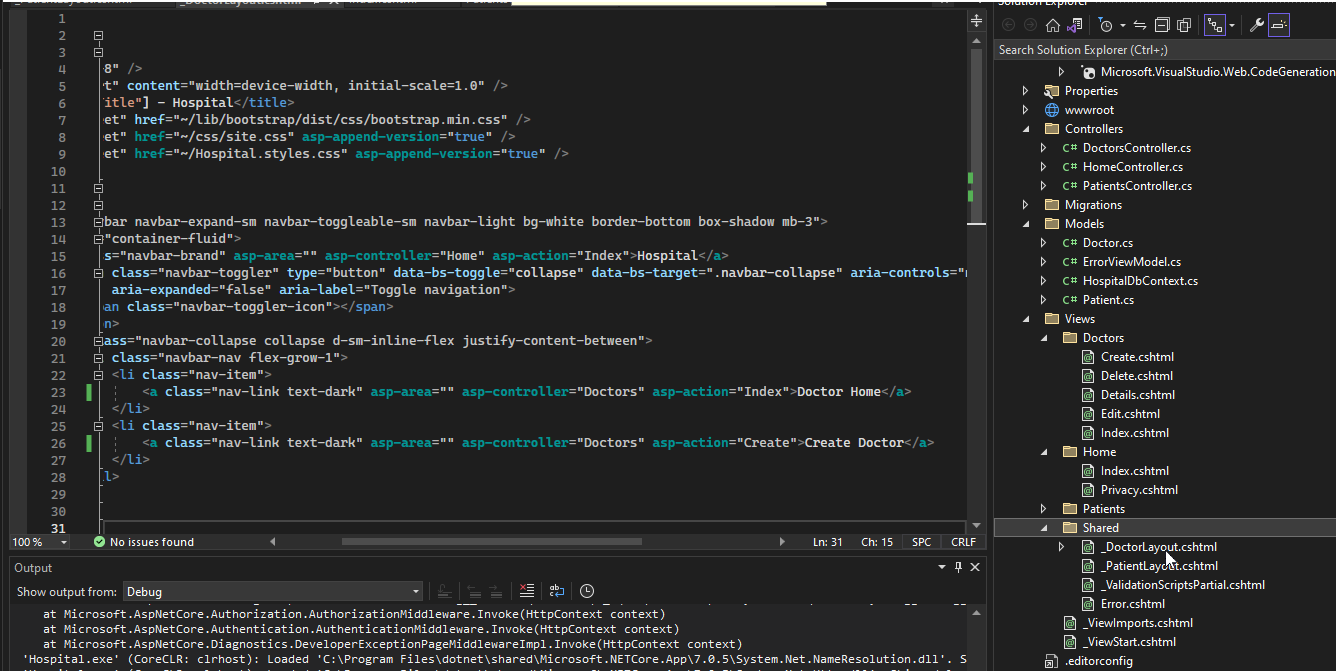 1
2
3
4 8" />
5 t" content="width=device-width, initial-scale=1.0" />
6 itle"] - Hospital</title>
7 et" href="~/lib/bootstrap/dist/css/bootstrap.min.css" />
8 et" href="~/css/site.css" asp-append-version="true" />
9 et" href="~/Hospital.styles.css" asp-append-version="true" />
10
11
12
13 bar navbar-expand-sm navbar-toggleable-sm navbar-light bg-white border-bottom box-shadow mb-3">
14 "container-fluid">
15 s="navbar-brand" asp-area="" asp-controller="Home" asp-action="Index">Hospital</a>
16 class="navbar-toggler" type="button" data-bs-toggle="collapse" data-bs-target=".navbar-collapse" aria-controls="
17 aria-expanded="false" aria-label="Toggle navigation">
18 an class="navbar-toggler-icon"></span>
19 n>
20 ass="navbar-collapse collapse d-sm-inline-flex justify-content-between">
21 class="navbar-nav flex-grow-1">
22 <li class="nav-item">
23 <a class="nav-link text-dark" asp-area="" asp-controller="Doctors" asp-action="Index">Doctor Home</a>
24 </li>
25 <li class="nav-item">
26 <a class="nav-link text-dark" asp-area="" asp-controller="Doctors" asp-action="Create">Create Doctor</a>
27 </li>
28 l>
29
30
31
100 % No issues found Ln: 31 Ch: 15 SPC CRLF
Output
Show output from: Debug
at Microsoft.AspNetCore.Authorization.AuthorizationMiddleware.Invoke(HttpContext context)
at Microsoft.AspNetCore.Authentication.AuthenticationMiddleware.Invoke(HttpContext context)
at Microsoft.AspNetCore.Diagnostics.DeveloperExceptionPageMiddlewareImpl.Invoke(HttpContext context)
'Hospital.exe' (CoreCLR: clrhost): Loaded 'C:\Program Files\dotnet\shared\Microsoft.NETCore.App\7.0.5\System.Net.NameResolution.dll'. S
Solution Explorer
Search Solution Explorer (Ctrl+;)
Microsoft.VisualStudio.Web.CodeGeneration
Properties
wwwroot
Controllers
C# DoctorsController.cs
C# HomeController.cs
C# PatientsController.cs
Migrations
Models
C# Doctor.cs
C# ErrorViewModel.cs
C# HospitalDbContext.cs
C# Patient.cs
Views
Doctors
Create.cshtml
Delete.cshtml
Details.cshtml
Edit.cshtml
Index.cshtml
Home
Index.cshtml
Privacy.cshtml
Patients
Shared
_DoctorLayout.cshtml
_PatientLayout.cshtml
_ValidationScriptsPartial.cshtml
Error.cshtml
_ViewImports.cshtml
_ViewStart.cshtml
.editorconfig